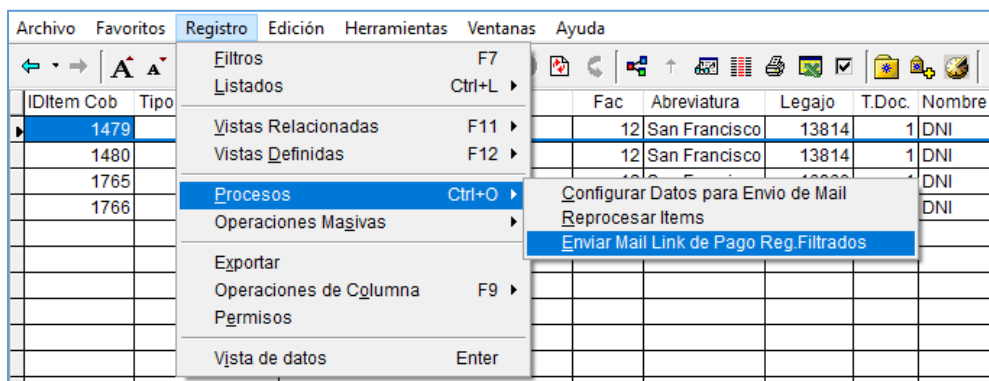 Archivo Favoritos Registro Edición Herramientas Ventanas Ayuda
Filtros F7
Listados Ctrl+L
Vistas Relacionadas F11
Vistas Definidas F12
Procesos Ctrl+O
Operaciones Masivas
Exportar
Operaciones de Columna F9
Permisos
Vista de datos Enter
Configurar Datos para Envio de Mail
Reprocesar Items
Enviar Mail Link de Pago Reg.Filtrados
IDItem Cob Tipo Fac Abreviatura Legajo T.Doc. Nombre
1479 12 San Francisco 13814 1 DNI
1480 12 San Francisco 13814 1 DNI
1765 DNI
1766 DNI